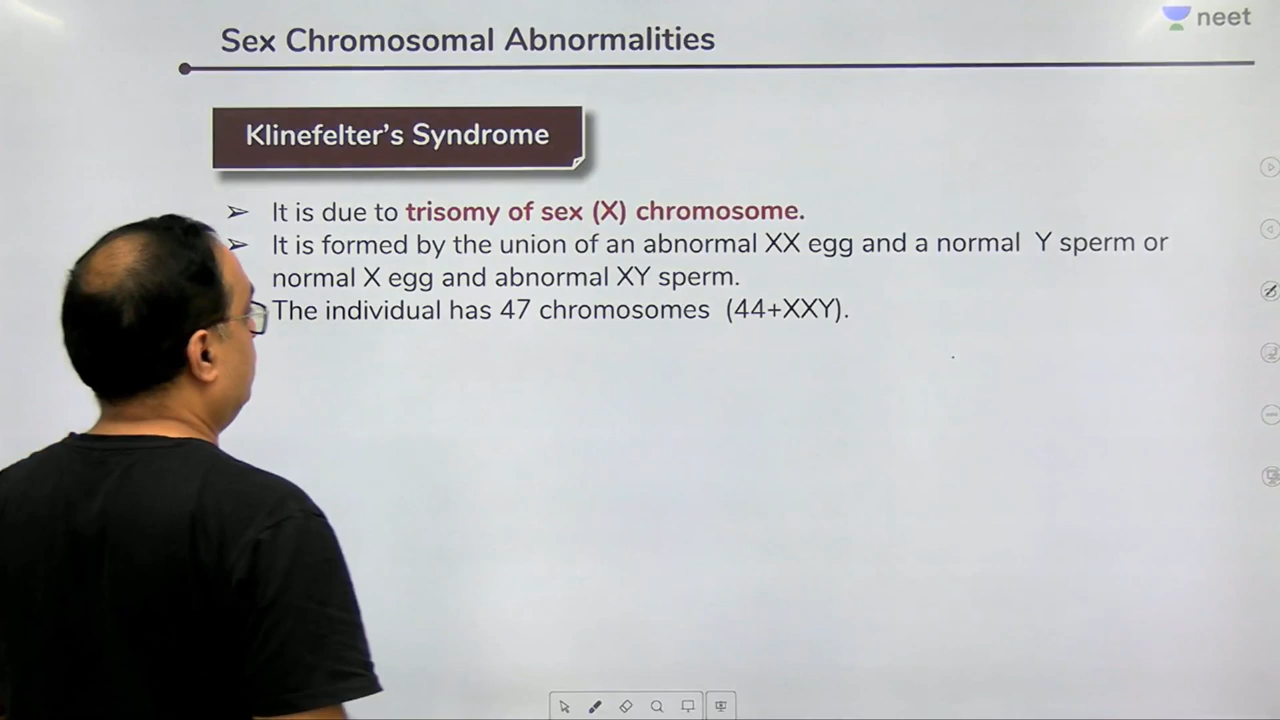 neet
Sex Chromosomal Abnormalities
Klinefelter's Syndrome
➢ It is due to trisomy of sex (X) chromosome.
➢ It is formed by the union of an abnormal XX egg and a normal Y sperm or
normal X egg and abnormal XY sperm.
The individual has 47 chromosomes (44+XXY).